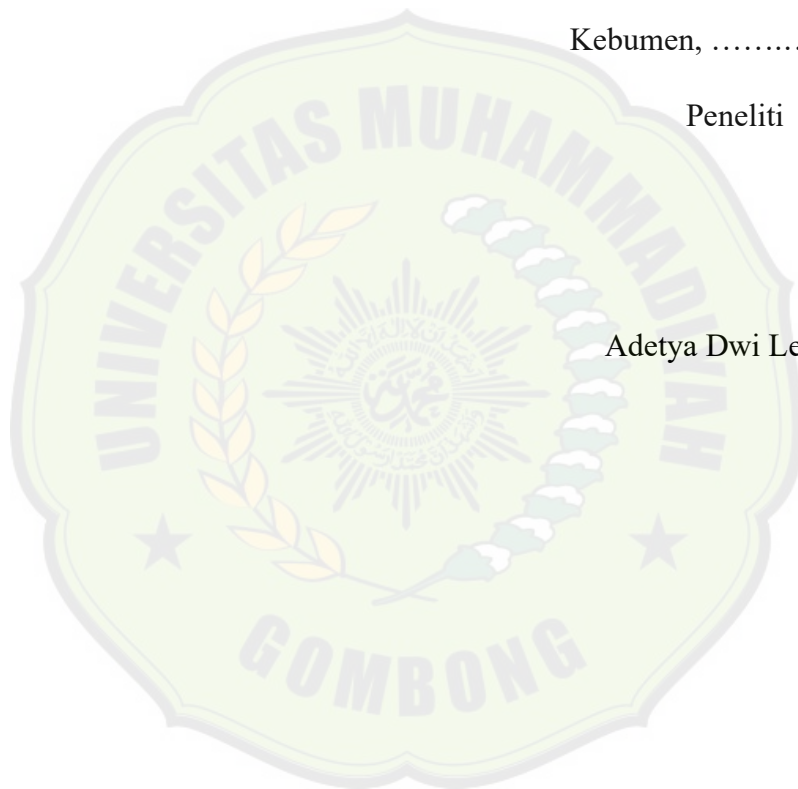 Kebumen, ……….
Peneliti
Adetya Dwi Le
UNIVERSITAS MUHAMMADIYAH
GOMBONG